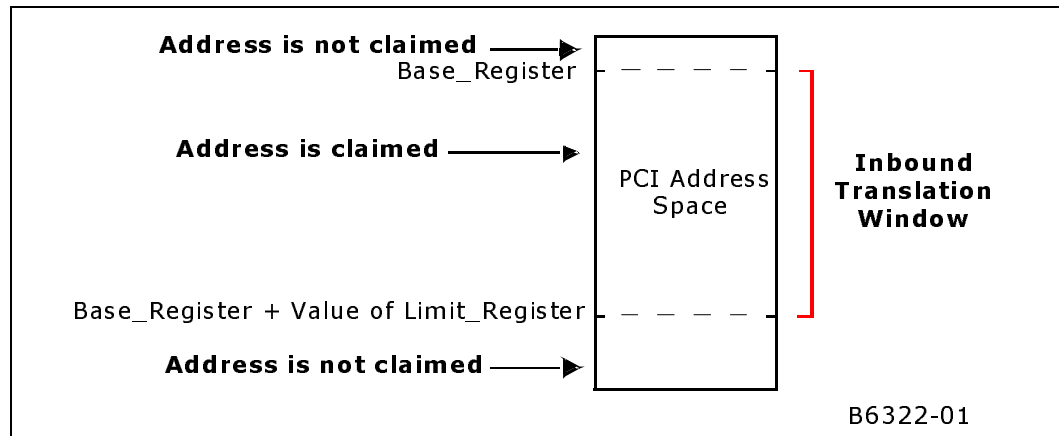 Address is not claimed
Base_Register
Address is claimed
PCI Address
Space
Inbound
Translation
Window
Base_Register + Value of Limit_Register
Address is not claimed
B6322-01